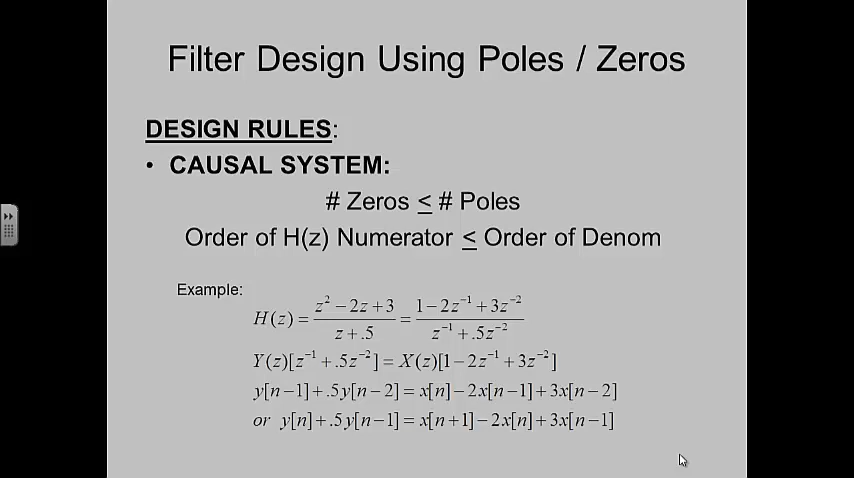 Filter Design Using Poles / Zeros
DESIGN RULES:
• CAUSAL SYSTEM:
# Zeros ≤ # Poles
Order of H(z) Numerator ≤ Order of Denom
Example:
H(z) = (z² − 2z + 3)/(z + .5) = (1 − 2z⁻¹ + 3z⁻²)/(z⁻¹ + .5z⁻²)
Y(z)[z⁻¹ + .5z⁻²] = X(z)[1 − 2z⁻¹ + 3z⁻²]
y[n−1] + .5y[n−2] = x[n] − 2x[n−1] + 3x[n−2]
or y[n] + .5y[n−1] = x[n+1] − 2x[n] + 3x[n−1]